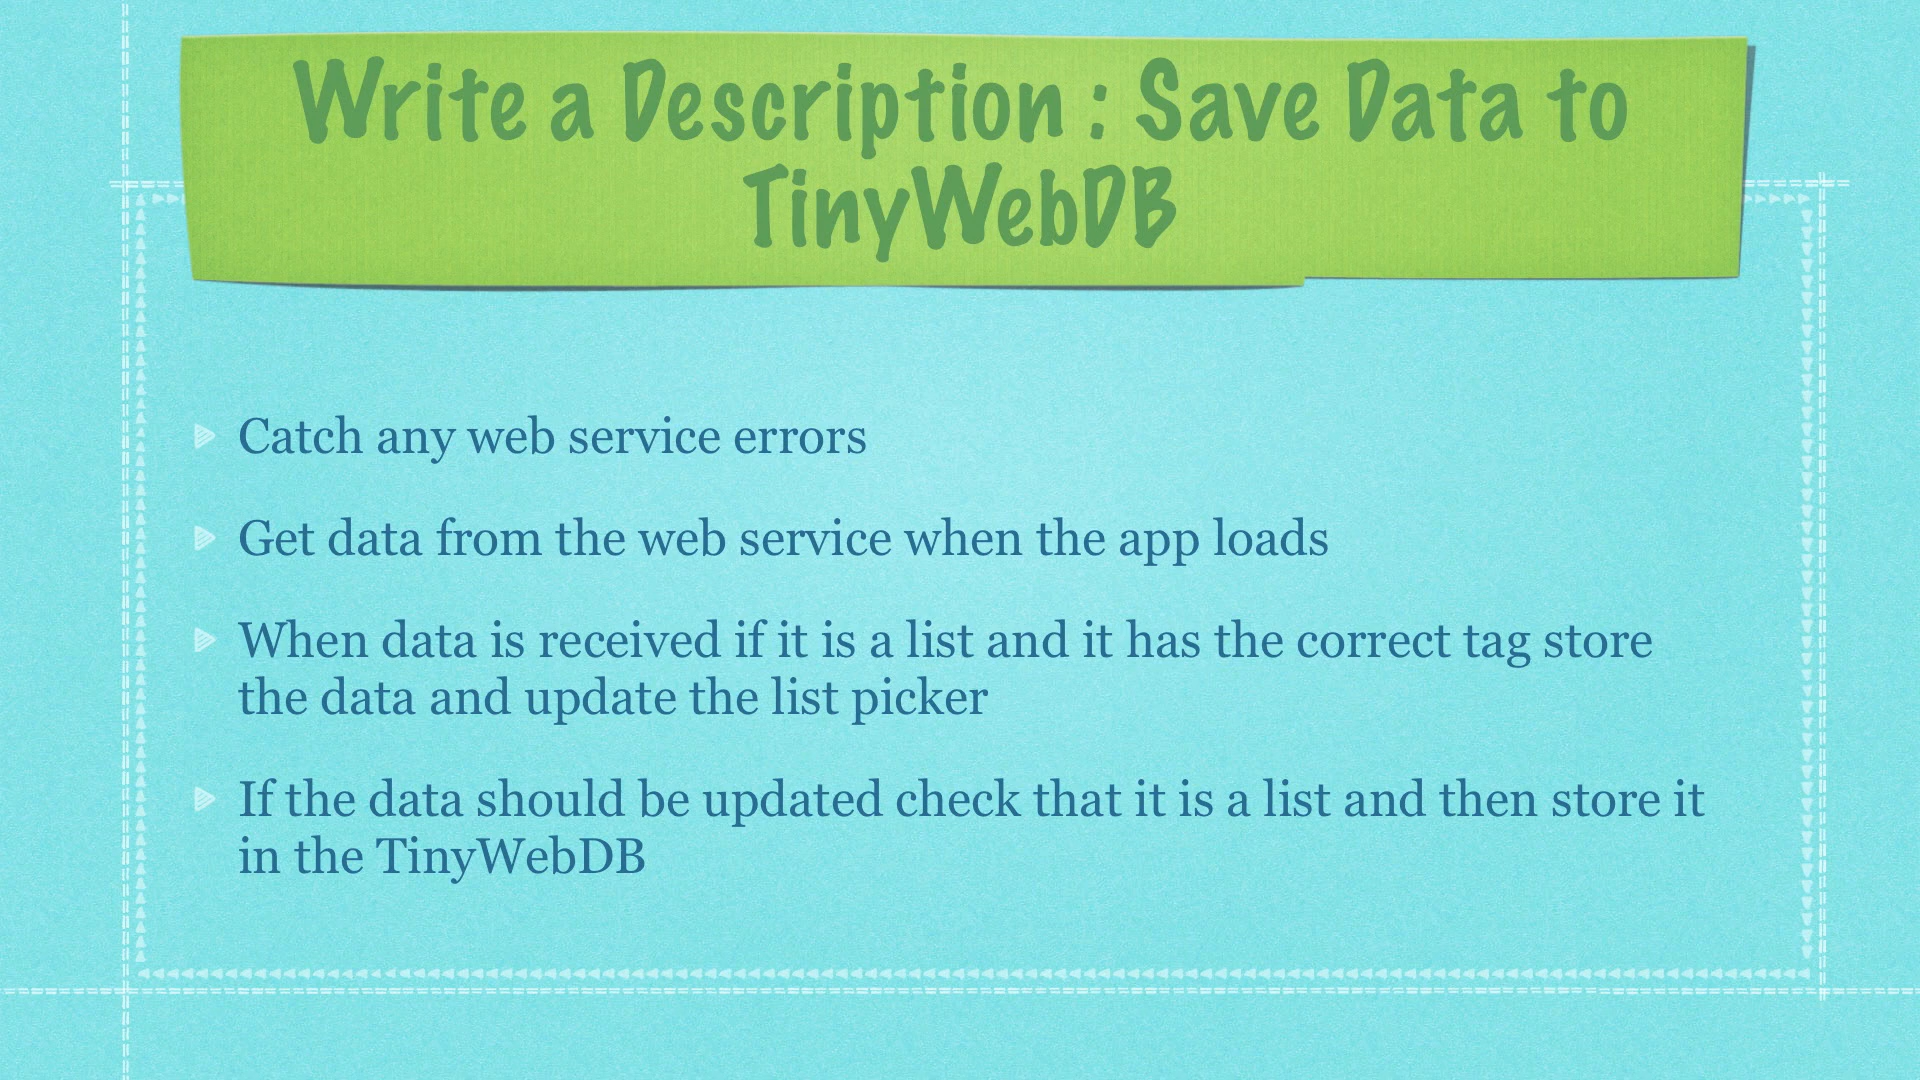 Write a Description : Save Data to
TinyWebDB
Catch any web service errors
Get data from the web service when the app loads
When data is received if it is a list and it has the correct tag store
the data and update the list picker
If the data should be updated check that it is a list and then store it
in the TinyWebDB